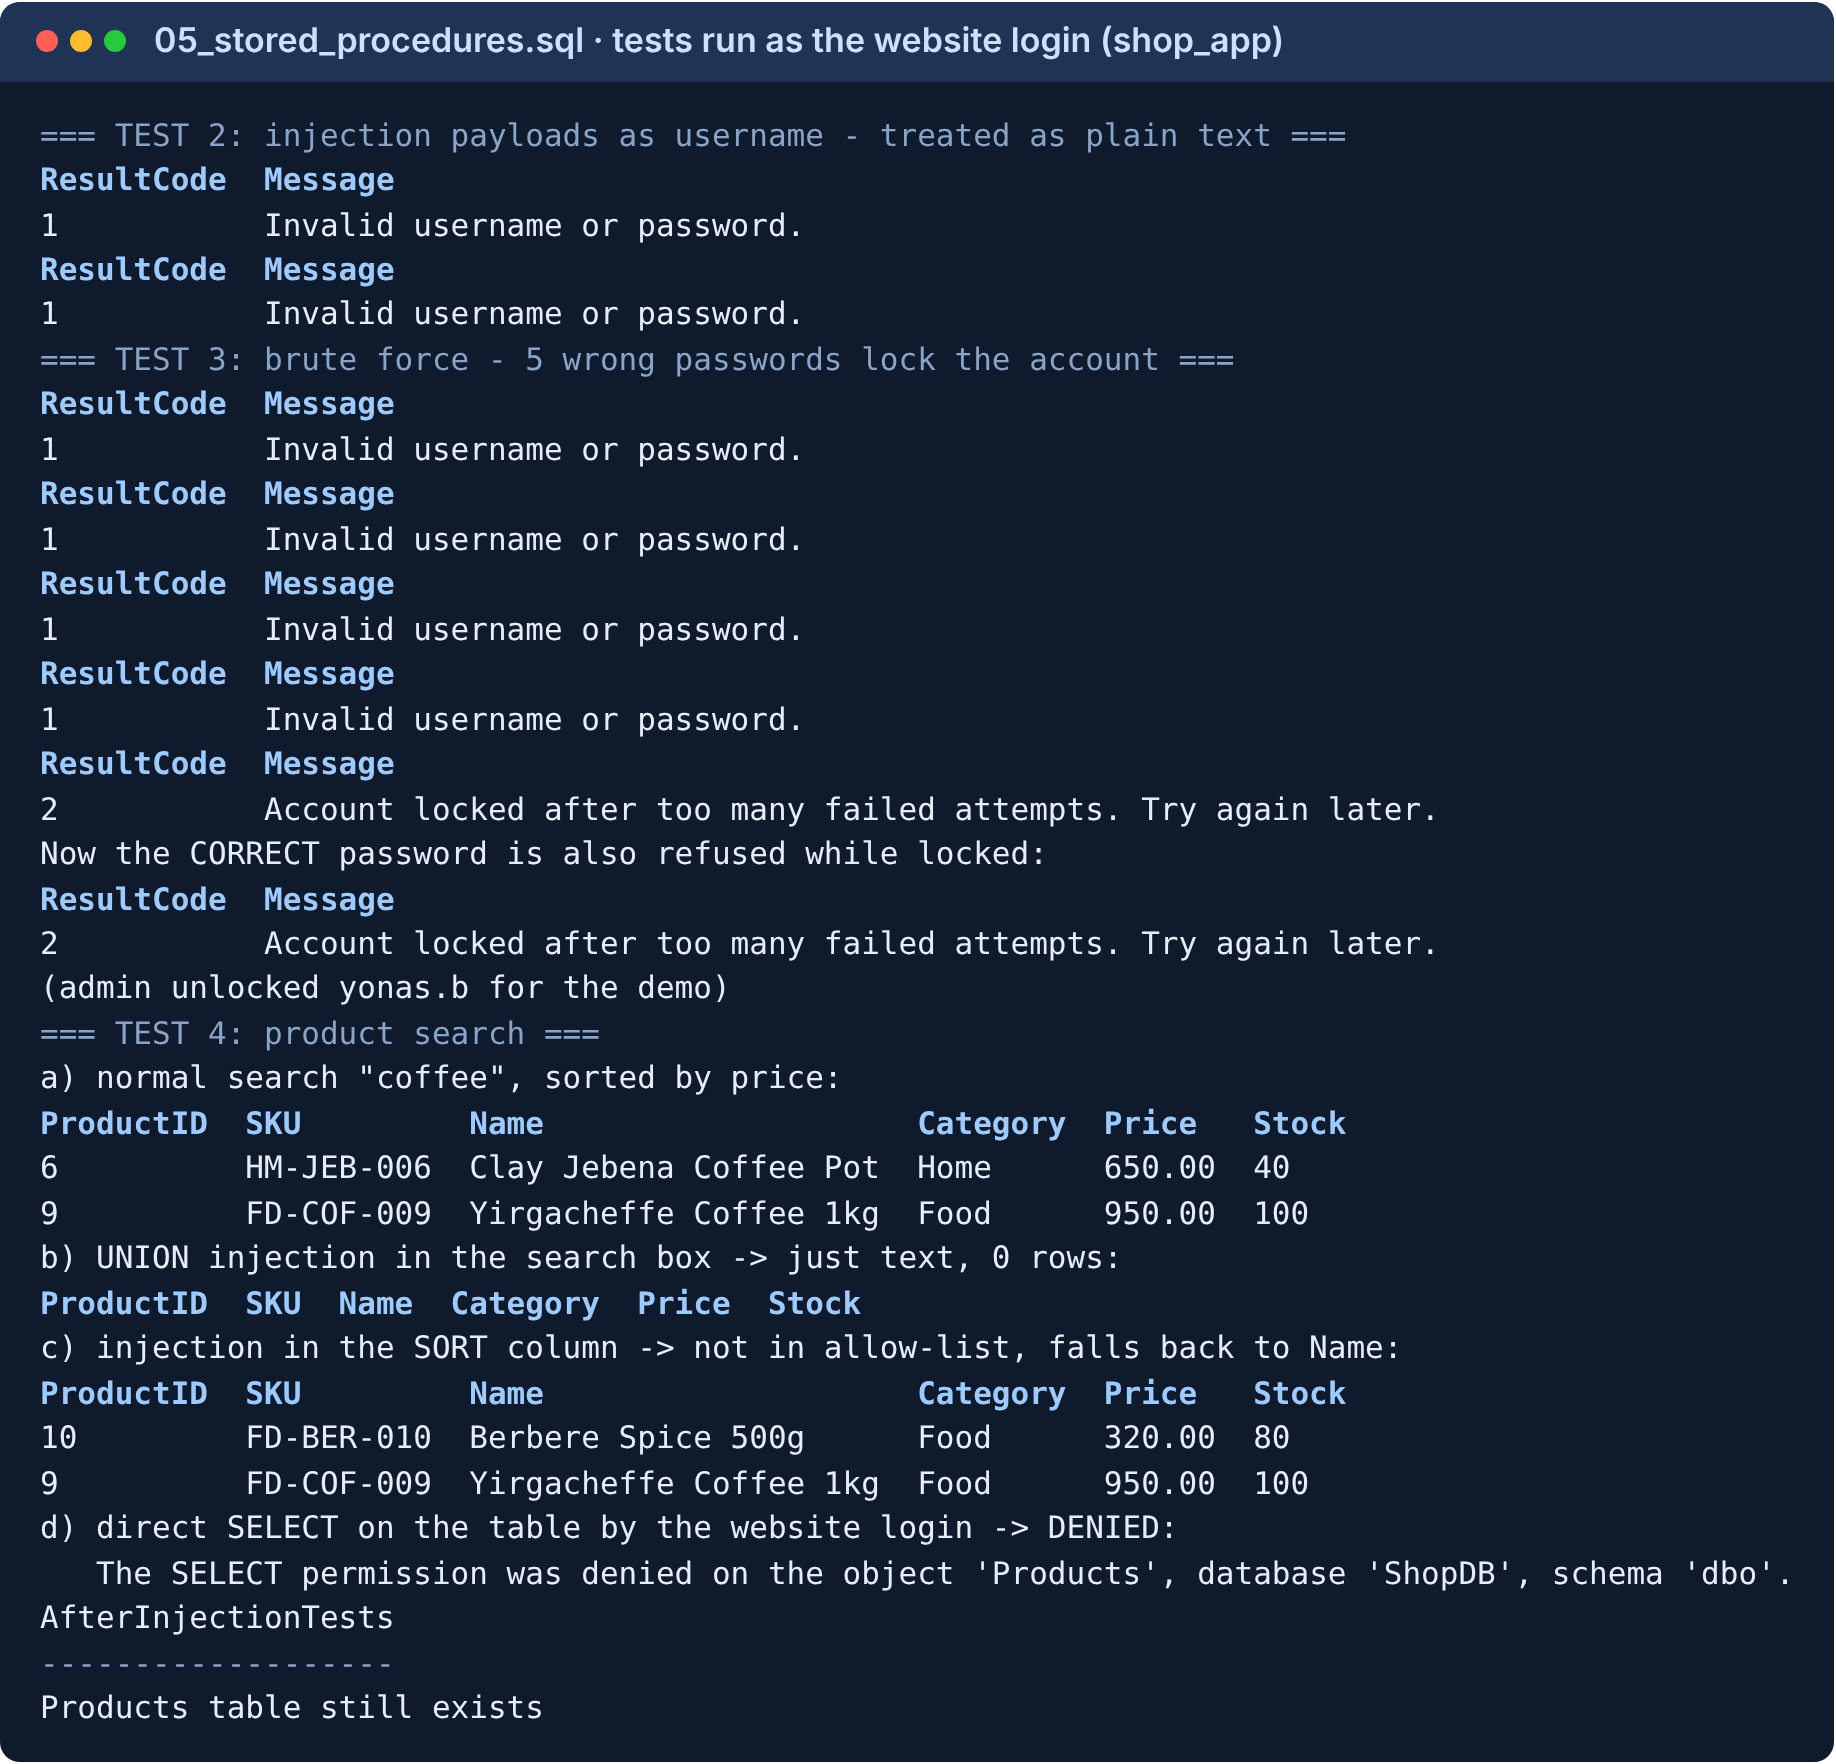 05_stored_procedures.sql · tests run as the website login (shop_app)
=== TEST 2: injection payloads as username - treated as plain text ===
ResultCode  Message
1           Invalid username or password.
ResultCode  Message
1           Invalid username or password.
=== TEST 3: brute force - 5 wrong passwords lock the account ===
ResultCode  Message
1           Invalid username or password.
ResultCode  Message
1           Invalid username or password.
ResultCode  Message
1           Invalid username or password.
ResultCode  Message
1           Invalid username or password.
ResultCode  Message
2           Account locked after too many failed attempts. Try again later.
Now the CORRECT password is also refused while locked:
ResultCode  Message
2           Account locked after too many failed attempts. Try again later.
(admin unlocked yonas.b for the demo)
=== TEST 4: product search ===
a) normal search "coffee", sorted by price:
ProductID  SKU         Name                    Category  Price   Stock
6          HM-JEB-006  Clay Jebena Coffee Pot  Home      650.00  40
9          FD-COF-009  Yirgacheffe Coffee 1kg  Food      950.00  100
b) UNION injection in the search box -> just text, 0 rows:
ProductID  SKU  Name  Category  Price  Stock
c) injection in the SORT column -> not in allow-list, falls back to Name:
ProductID  SKU         Name                    Category  Price   Stock
10         FD-BER-010  Berbere Spice 500g      Food      320.00  80
9          FD-COF-009  Yirgacheffe Coffee 1kg  Food      950.00  100
d) direct SELECT on the table by the website login -> DENIED:
   The SELECT permission was denied on the object 'Products', database 'ShopDB', schema 'dbo'.
AfterInjectionTests
-------------------
Products table still exists